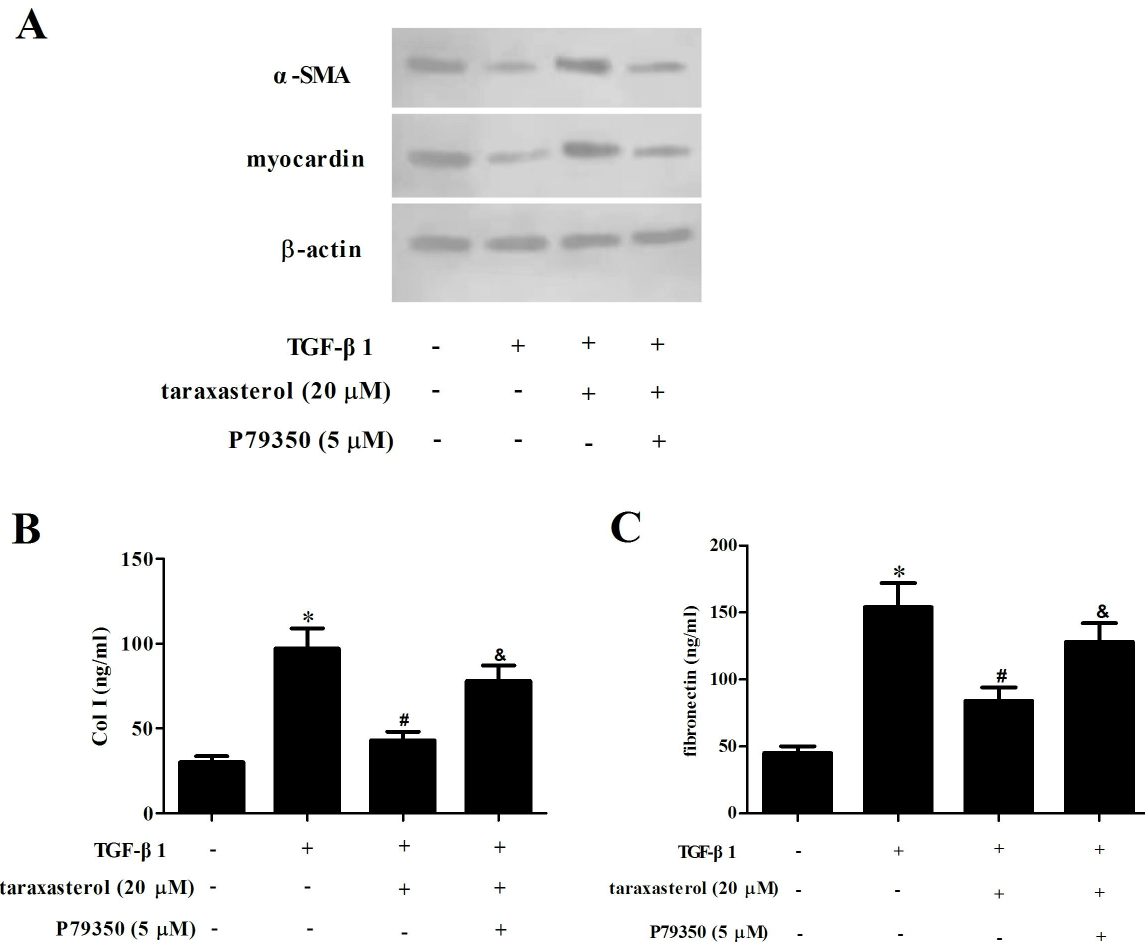 A
α-SMA
myocardin
β-actin
TGF-β 1 - + + +
taraxasterol (20 μM) - - + +
P79350 (5 μM) - - - +
B
150
100
50
0
Col I (ng/ml)
*
#
&
TGF-β 1 - + + +
taraxasterol (20 μM) - - + +
P79350 (5 μM) - - - +
C
200
150
100
50
0
fibronectin (ng/ml)
*
#
&
TGF-β 1 - + + +
taraxasterol (20 μM) - - + +
P79350 (5 μM) - - - +